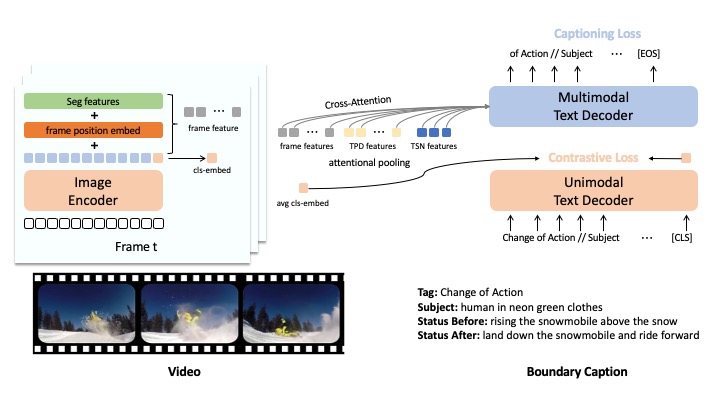 Captioning Loss
of Action // Subject ... [EOS]
Seg features
+
frame position embed
+
frame feature
cls-embed
Image
Encoder
Frame t
Cross-Attention
frame features
TPD features
TSN features
attentional pooling
avg cls-embed
Multimodal
Text Decoder
Contrastive Loss
Unimodal
Text Decoder
Change of Action // Subject ... [CLS]
Tag: Change of Action
Subject: human in neon green clothes
Status Before: rising the snowmobile above the snow
Status After: land down the snowmobile and ride forward
Video
Boundary Caption